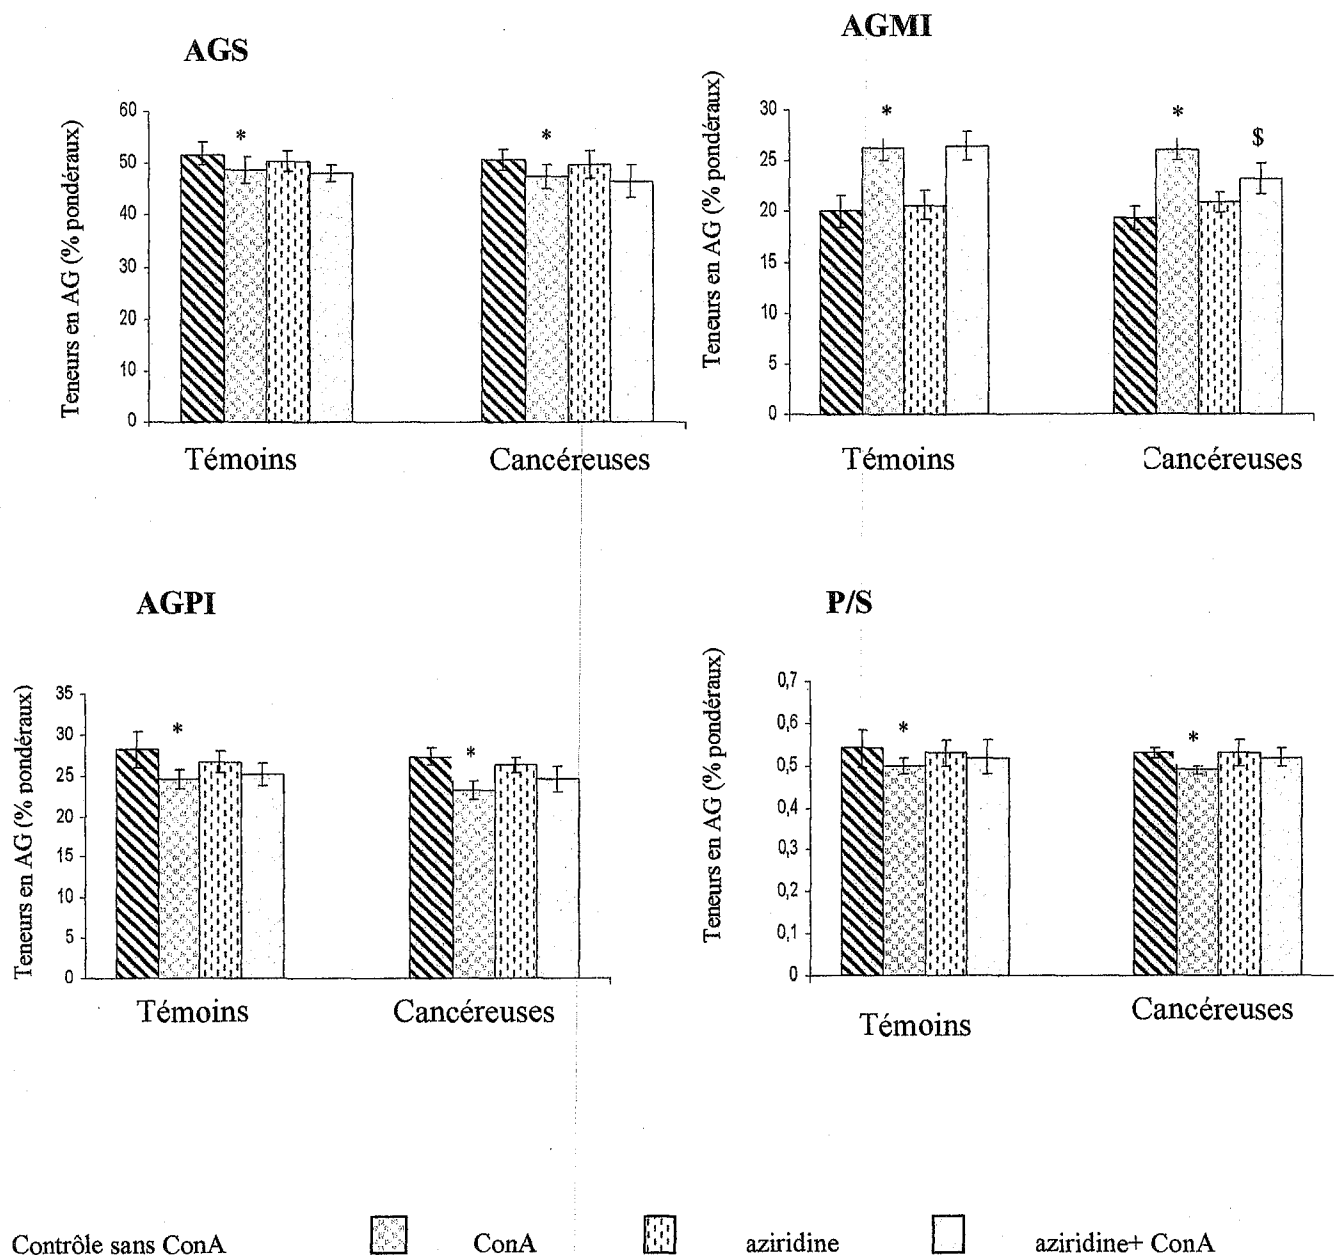 AGS
Teneurs en AG (% pondéraux)
60
*
*
50
40
30
20
10
0
Témoins
Cancéreuses
AGMI
Teneurs en AG (% pondéraux)
30
*
*
$
25
20
15
10
5
0
Témoins
Cancéreuses
AGPI
Teneurs en AG (% pondéraux)
35
30
*
*
25
20
15
10
5
0
Témoins
Cancéreuses
P/S
Teneurs en AG (% pondéraux)
0,7
0,6
*
*
0,5
0,4
0,3
0,2
0,1
0
Témoins
Cancéreuses
Contrôle sans ConA ConA aziridine aziridine+ ConA